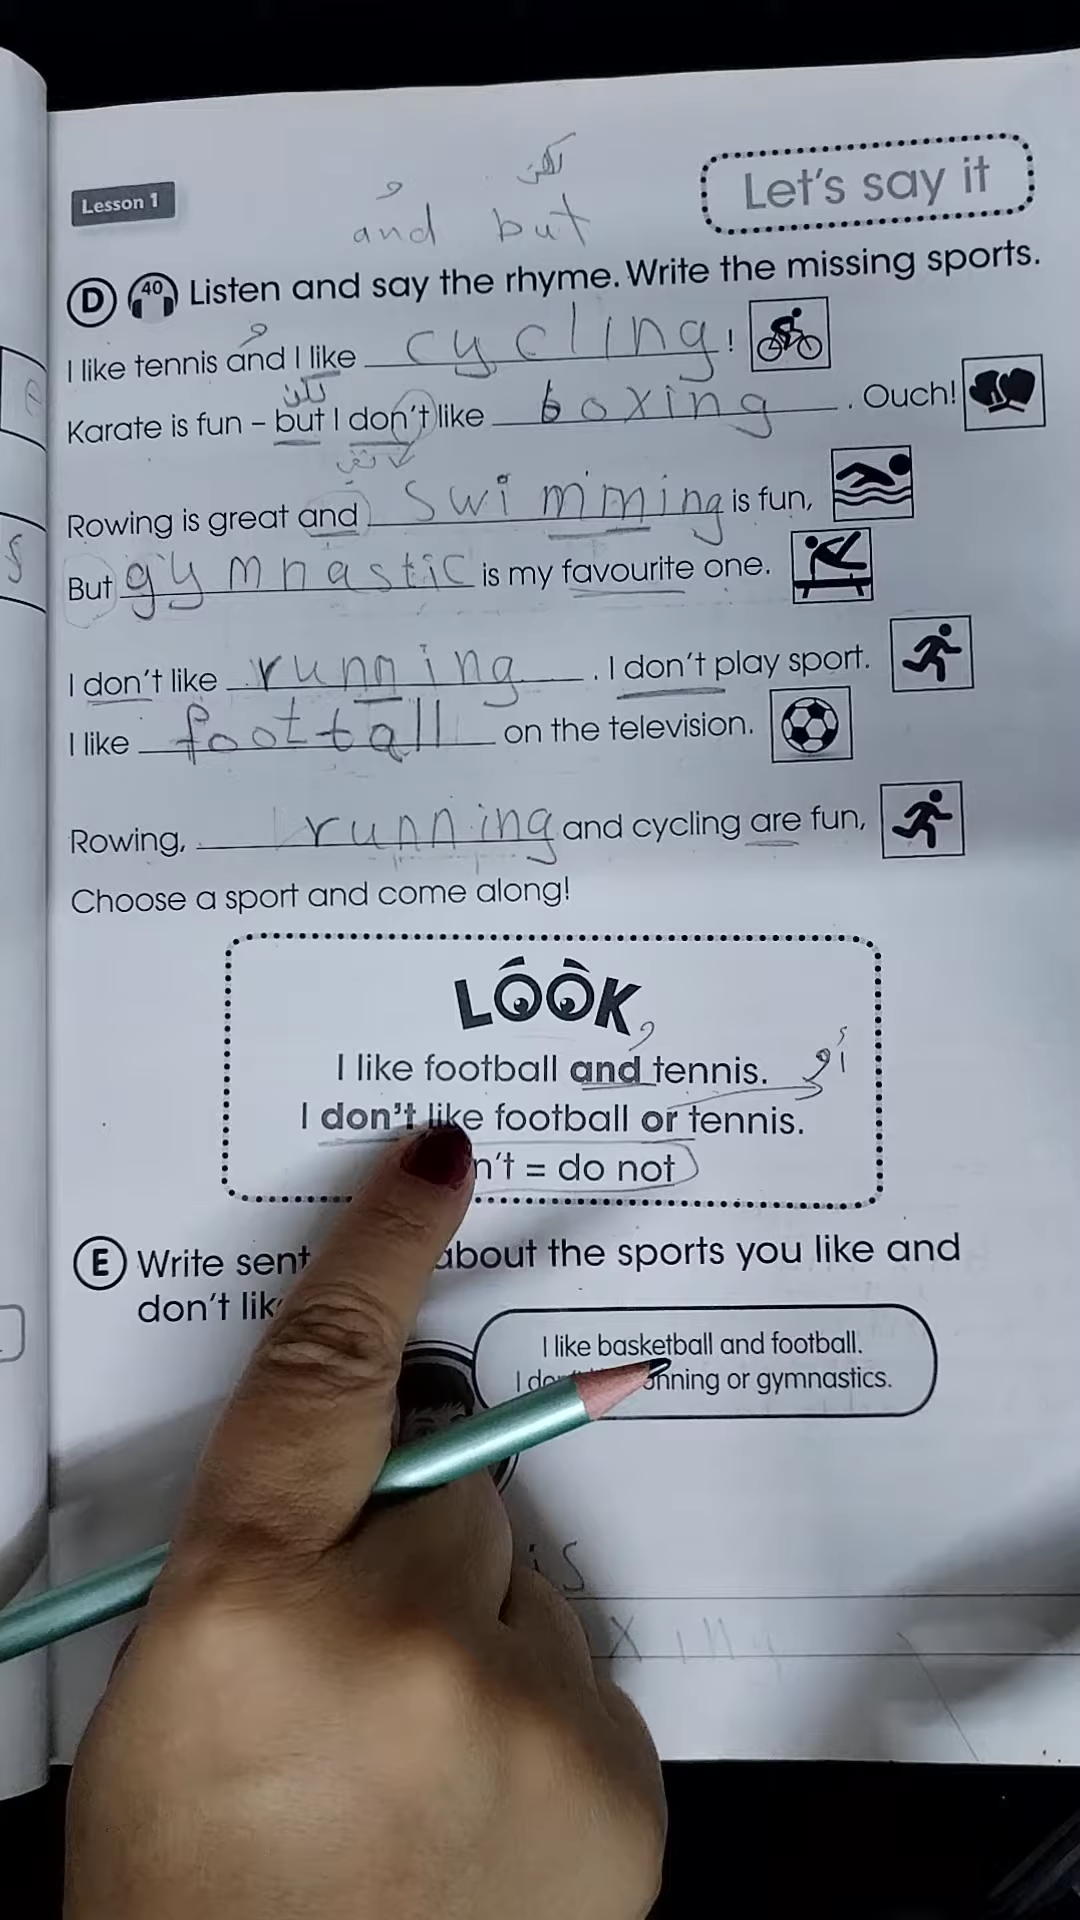 لكن
و
Lesson 1
and but
Let's say it
D 40 Listen and say the rhyme. Write the missing sports.
و
I like tennis and I like cycling !
لكن
Karate is fun – but I don't like boxing . Ouch!
Rowing is great and swimming is fun,
But gymnastic is my favourite one.
I don't like running . I don't play sport.
I like football on the television.
Rowing, running and cycling are fun,
Choose a sport and come along!
LOOK
و
I like football and tennis.
أو
I don't like football or tennis.
n't = do not
E Write sent about the sports you like and
don't lik
I like basketball and football.
I don't running or gymnastics.
is
xing